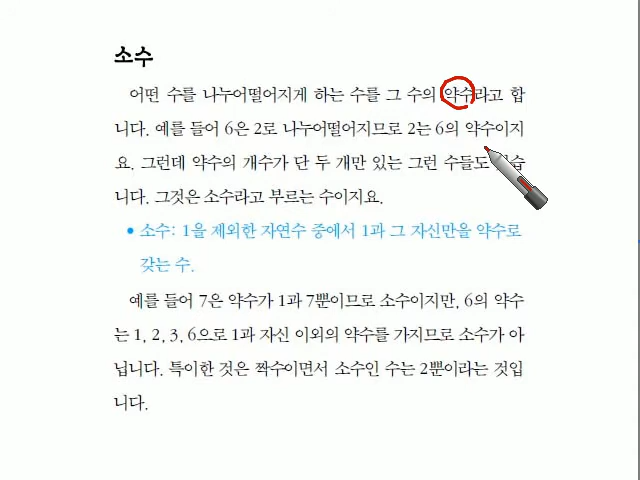 소수
어떤 수를 나누어떨어지게 하는 수를 그 수의 약수라고 합
니다. 예를 들어 6은 2로 나누어떨어지므로 2는 6의 약수이지
요. 그런데 약수의 개수가 단 두 개만 있는 그런 수들도
니다. 그것은 소수라고 부르는 수이지요.
• 소수: 1을 제외한 자연수 중에서 1과 그 자신만을 약수로
갖는 수.
예를 들어 7은 약수가 1과 7뿐이므로 소수이지만, 6의 약수
는 1, 2, 3, 6으로 1과 자신 이외의 약수를 가지므로 소수가 아
닙니다. 특이한 것은 짝수이면서 소수인 수는 2뿐이라는 것입
니다.